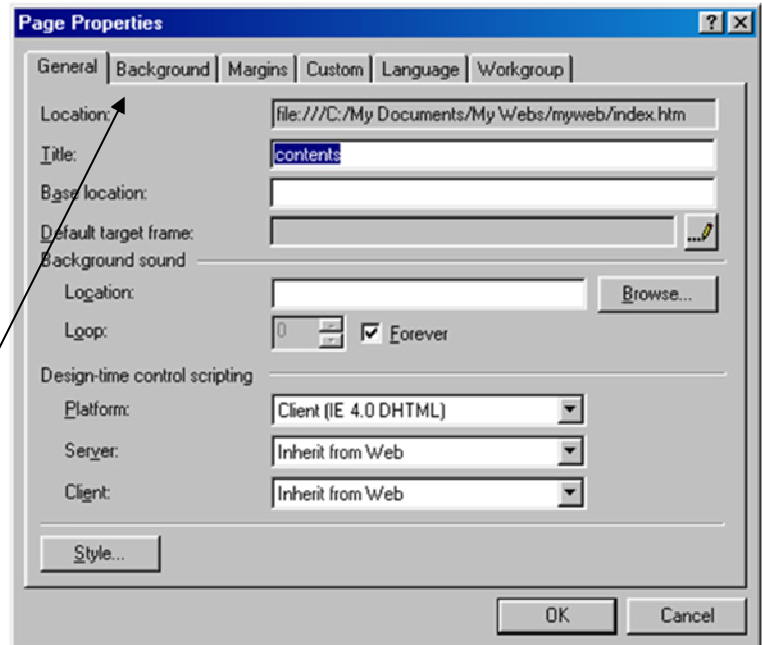 Page Properties
General Background Margins Custom Language Workgroup
Location: file:///C:/My Documents/My Webs/myweb/index.htm
Title: contents
Base location:
Default target frame:
Background sound
Location: Browse...
Loop: 0 Forever
Design-time control scripting
Platform: Client (IE 4.0 DHTML)
Server: Inherit from Web
Client: Inherit from Web
Style...
OK Cancel